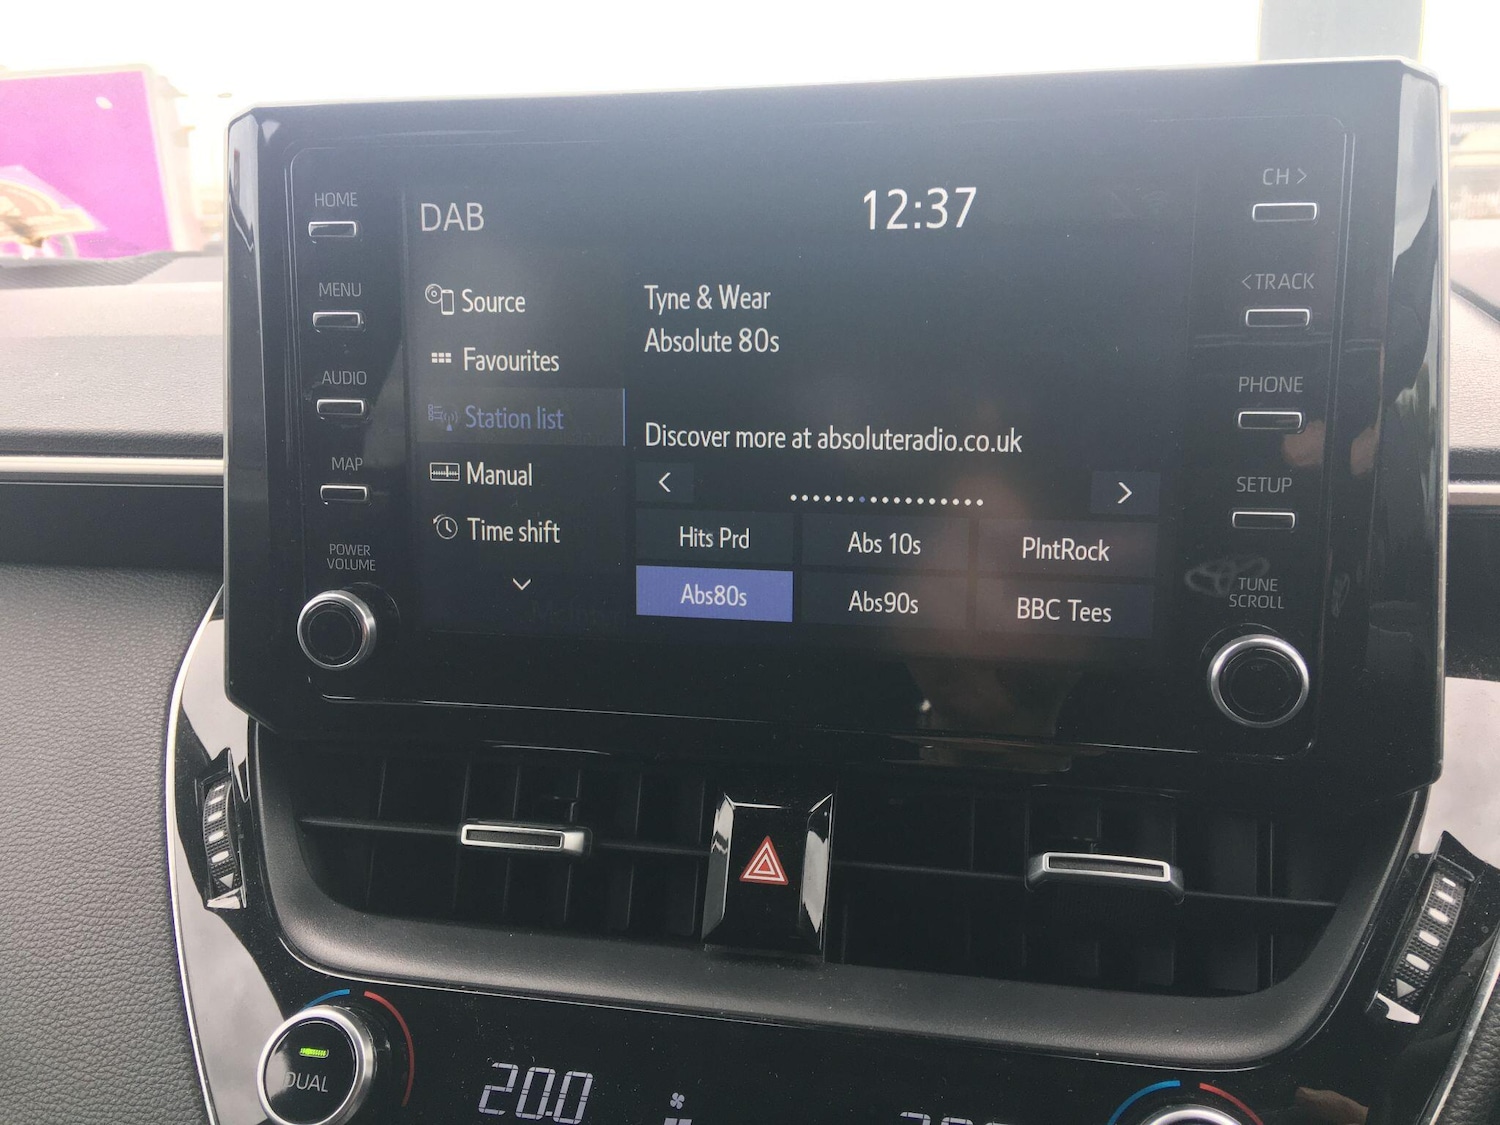 HOME
MENU
AUDIO
MAP
POWER
VOLUME
DAB
12:37
Source
Favourites
Station list
Manual
Time shift
Tyne & Wear
Absolute 80s
Discover more at absoluteradio.co.uk
Hits Prd
Abs 10s
PlntRock
Abs80s
Abs90s
BBC Tees
CH >
< TRACK
PHONE
SETUP
TUNE
SCROLL
DUAL
20.0